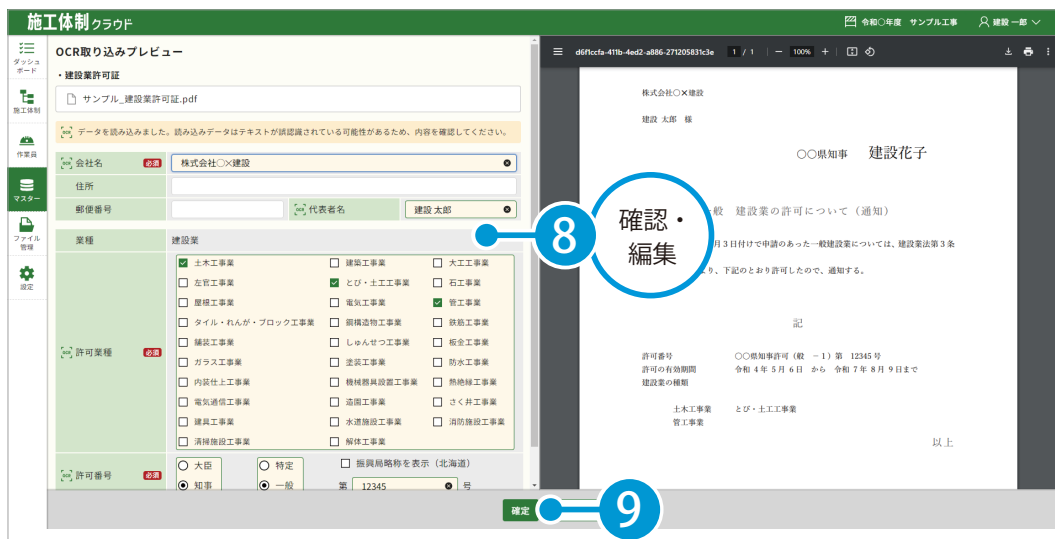 施工体制クラウド
令和○年度 サンプル工事
建設 一郎
ダッシュ
ボード
施工体制
作業員
マスター
ファイル
管理
設定
OCR取り込みプレビュー
・建設業許可証
サンプル_建設業許可証.pdf
データを読み込みました。読み込みデータはテキストが誤認識されている可能性があるため、内容を確認してください。
会社名 必須 株式会社○×建設
住所
郵便番号 代表者名 建設 太郎
業種 建設業
土木工事業 建築工事業 大工工事業
左官工事業 とび・土工工事業 石工事業
屋根工事業 電気工事業 管工事業
タイル・れんが・ブロック工事業 鋼構造物工事業 鉄筋工事業
舗装工事業 しゅんせつ工事業 板金工事業
許可業種 必須
ガラス工事業 塗装工事業 防水工事業
内装仕上工事業 機械器具設置工事業 熱絶縁工事業
電気通信工事業 造園工事業 さく井工事業
建具工事業 水道施設工事業 消防施設工事業
清掃施設工事業 解体工事業
許可番号 必須
大臣 特定 振興局略称を表示(北海道)
知事 一般 第 12345 号
確定
8
確認・
編集
9
d6f1ccfa-411b-4ed2-a886-271205831c3e 1 / 1 100%
株式会社○✕建設
建設 太郎 様
○○県知事 建設花子
般 建設業の許可について(通知)
月3日付けで申請のあった一般建設業については、建設業法第3条
り、下記のとおり許可したので、通知する。
記
許可番号 ○○県知事許可(般 -1)第 12345号
許可の有効期間 令和 4年 5月 6日 から 令和 7年 8月 9日まで
建設業の種類
土木工事業 とび・土工工事業
管工事業
以上